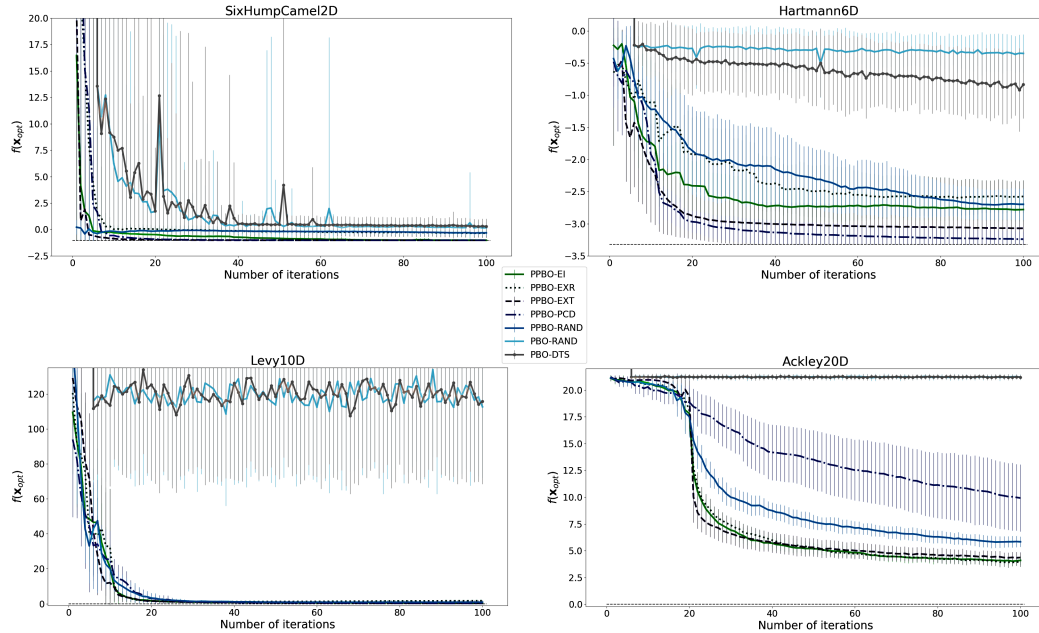 SixHumpCamel2D
20.0
17.5
15.0
12.5
10.0
7.5
5.0
2.5
0.0
−2.5
f(x_opt)
0 20 40 60 80 100
Number of iterations
Hartmann6D
0.0
−0.5
−1.0
−1.5
−2.0
−2.5
−3.0
−3.5
f(x_opt)
0 20 40 60 80 100
Number of iterations
PPBO-EI
PPBO-EXR
PPBO-EXT
PPBO-PCD
PPBO-RAND
PBO-RAND
PBO-DTS
Levy10D
120
100
80
60
40
20
0
f(x_opt)
0 20 40 60 80 100
Number of iterations
Ackley20D
20.0
17.5
15.0
12.5
10.0
7.5
5.0
2.5
0.0
f(x_opt)
0 20 40 60 80 100
Number of iterations